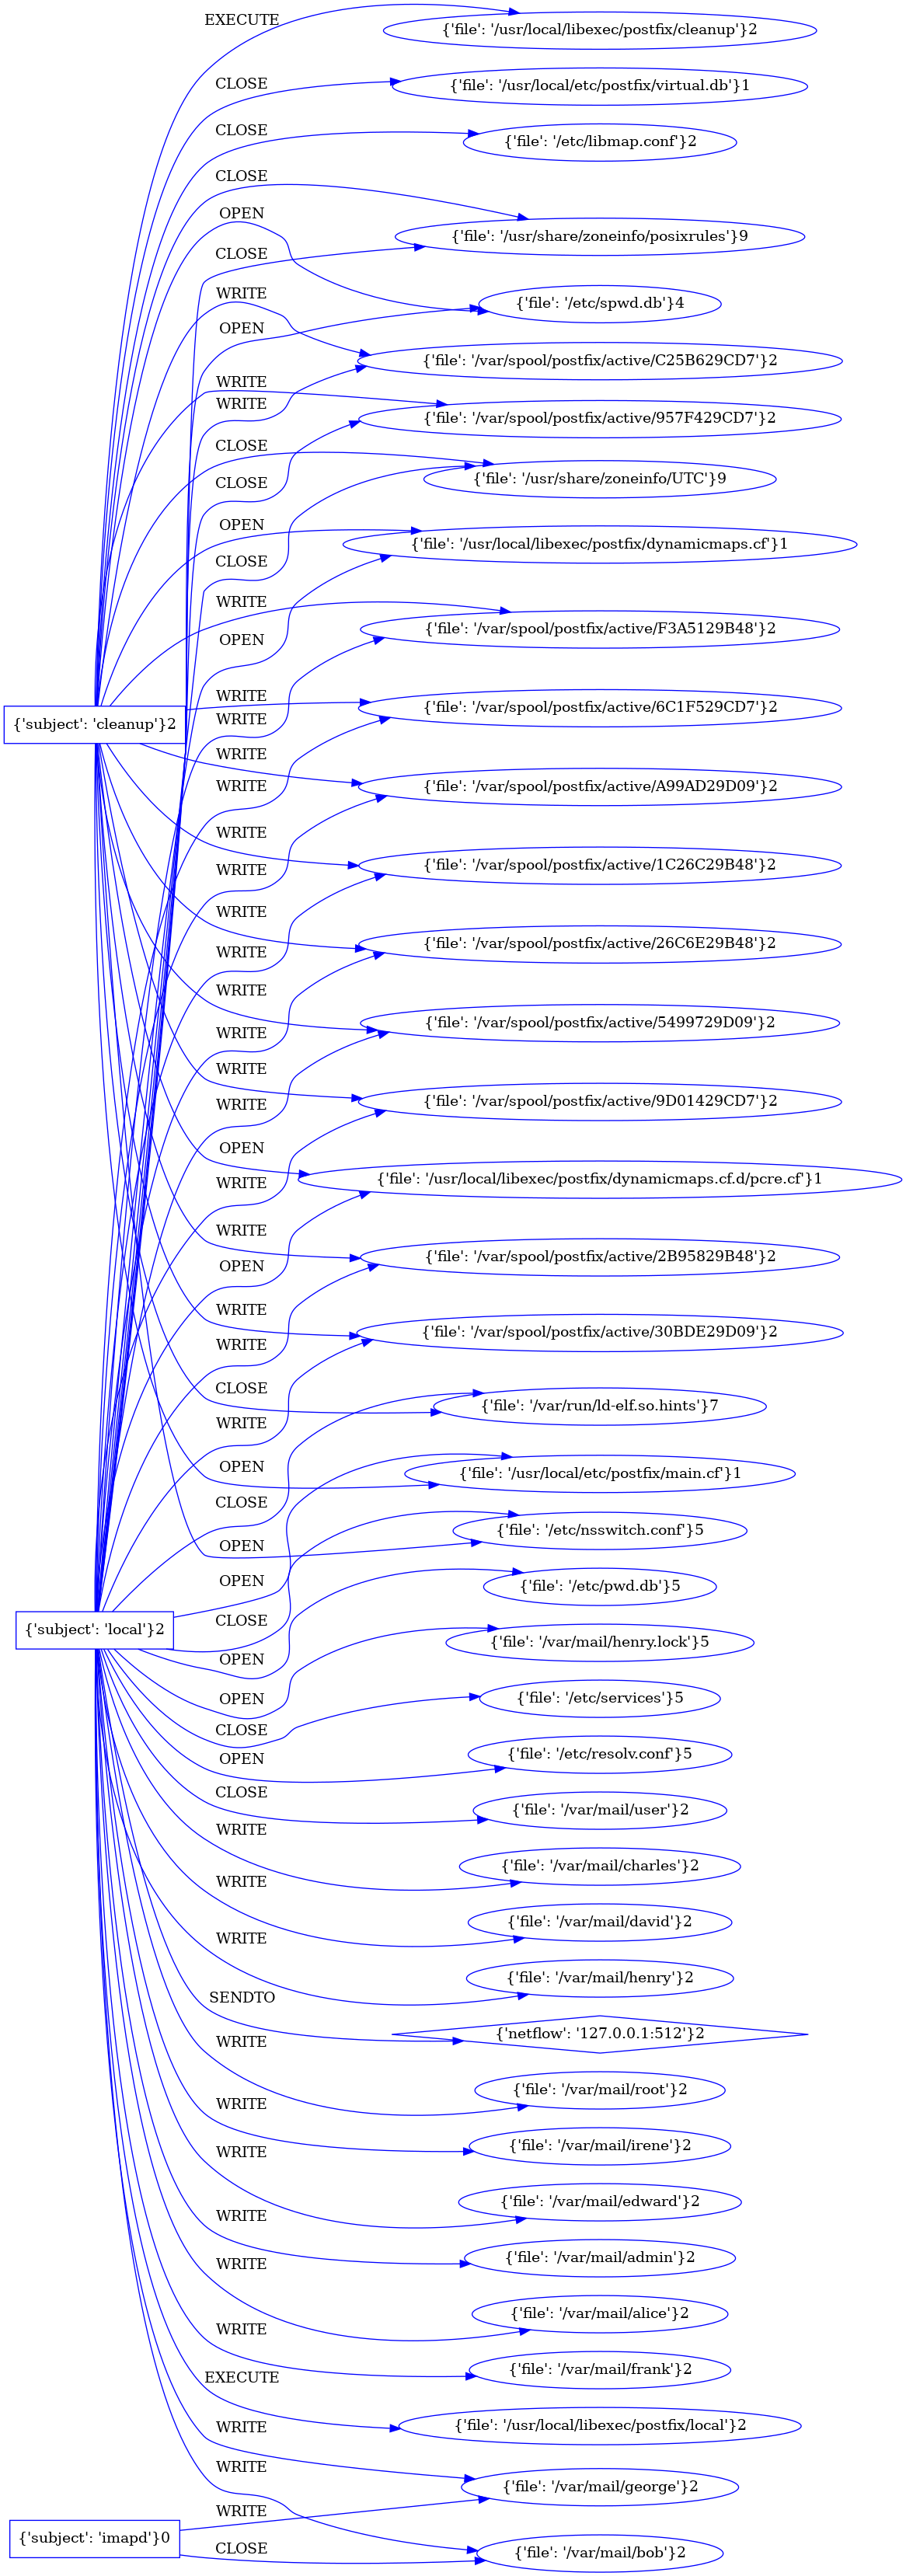 EXECUTE
{'file': '/usr/local/libexec/postfix/cleanup'}2
CLOSE
{'file': '/usr/local/etc/postfix/virtual.db'}1
CLOSE
{'file': '/etc/libmap.conf'}2
CLOSE
OPEN
{'file': '/usr/share/zoneinfo/posixrules'}9
CLOSE
WRITE
{'file': '/etc/spwd.db'}4
OPEN
{'file': '/var/spool/postfix/active/C25B629CD7'}2
WRITE
WRITE
{'file': '/var/spool/postfix/active/957F429CD7'}2
CLOSE
CLOSE
{'file': '/usr/share/zoneinfo/UTC'}9
OPEN
{'file': '/usr/local/libexec/postfix/dynamicmaps.cf'}1
CLOSE
WRITE
{'file': '/var/spool/postfix/active/F3A5129B48'}2
OPEN
WRITE
{'file': '/var/spool/postfix/active/6C1F529CD7'}2
{'subject': 'cleanup'}2
WRITE
WRITE
{'file': '/var/spool/postfix/active/A99AD29D09'}2
WRITE
WRITE
{'file': '/var/spool/postfix/active/1C26C29B48'}2
WRITE
WRITE
{'file': '/var/spool/postfix/active/26C6E29B48'}2
WRITE
WRITE
{'file': '/var/spool/postfix/active/5499729D09'}2
WRITE
WRITE
{'file': '/var/spool/postfix/active/9D01429CD7'}2
WRITE
OPEN
{'file': '/usr/local/libexec/postfix/dynamicmaps.cf.d/pcre.cf'}1
WRITE
WRITE
{'file': '/var/spool/postfix/active/2B95829B48'}2
OPEN
WRITE
{'file': '/var/spool/postfix/active/30BDE29D09'}2
WRITE
CLOSE
{'file': '/var/run/ld-elf.so.hints'}7
WRITE
OPEN
{'file': '/usr/local/etc/postfix/main.cf'}1
CLOSE
{'file': '/etc/nsswitch.conf'}5
OPEN
OPEN
{'file': '/etc/pwd.db'}5
CLOSE
{'subject': 'local'}2
{'file': '/var/mail/henry.lock'}5
OPEN
OPEN
{'file': '/etc/services'}5
CLOSE
OPEN
{'file': '/etc/resolv.conf'}5
CLOSE
{'file': '/var/mail/user'}2
WRITE
{'file': '/var/mail/charles'}2
WRITE
{'file': '/var/mail/david'}2
WRITE
{'file': '/var/mail/henry'}2
SENDTO
{'netflow': '127.0.0.1:512'}2
WRITE
{'file': '/var/mail/root'}2
WRITE
{'file': '/var/mail/irene'}2
WRITE
{'file': '/var/mail/edward'}2
WRITE
{'file': '/var/mail/admin'}2
WRITE
{'file': '/var/mail/alice'}2
WRITE
{'file': '/var/mail/frank'}2
EXECUTE
{'file': '/usr/local/libexec/postfix/local'}2
WRITE
{'file': '/var/mail/george'}2
WRITE
WRITE
{'subject': 'imapd'}0
CLOSE
{'file': '/var/mail/bob'}2